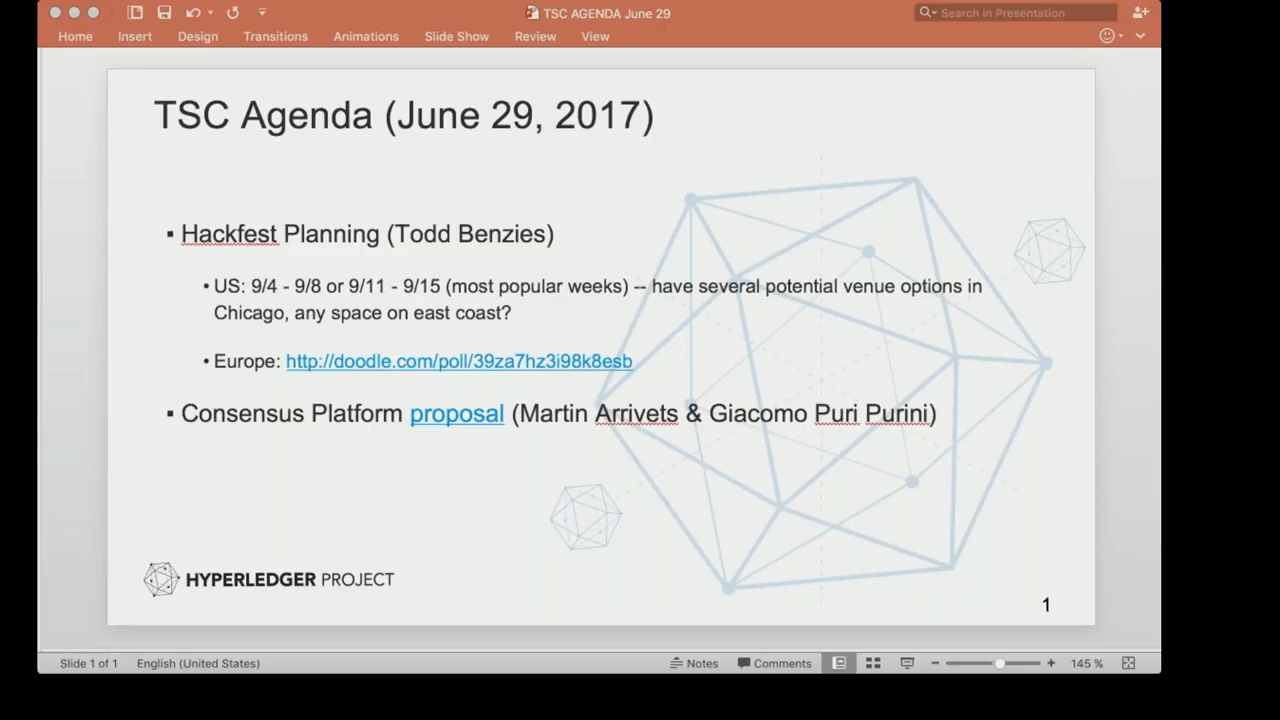 TSC AGENDA June 29
Search in Presentation
Home Insert Design Transitions Animations Slide Show Review View
TSC Agenda (June 29, 2017)
▪ Hackfest Planning (Todd Benzies)
• US: 9/4 - 9/8 or 9/11 - 9/15 (most popular weeks) -- have several potential venue options in
Chicago, any space on east coast?
• Europe: http://doodle.com/poll/39za7hz3i98k8esb
▪ Consensus Platform proposal (Martin Arrivets & Giacomo Puri Purini)
HYPERLEDGER PROJECT
1
Slide 1 of 1 English (United States) Notes Comments 145 %